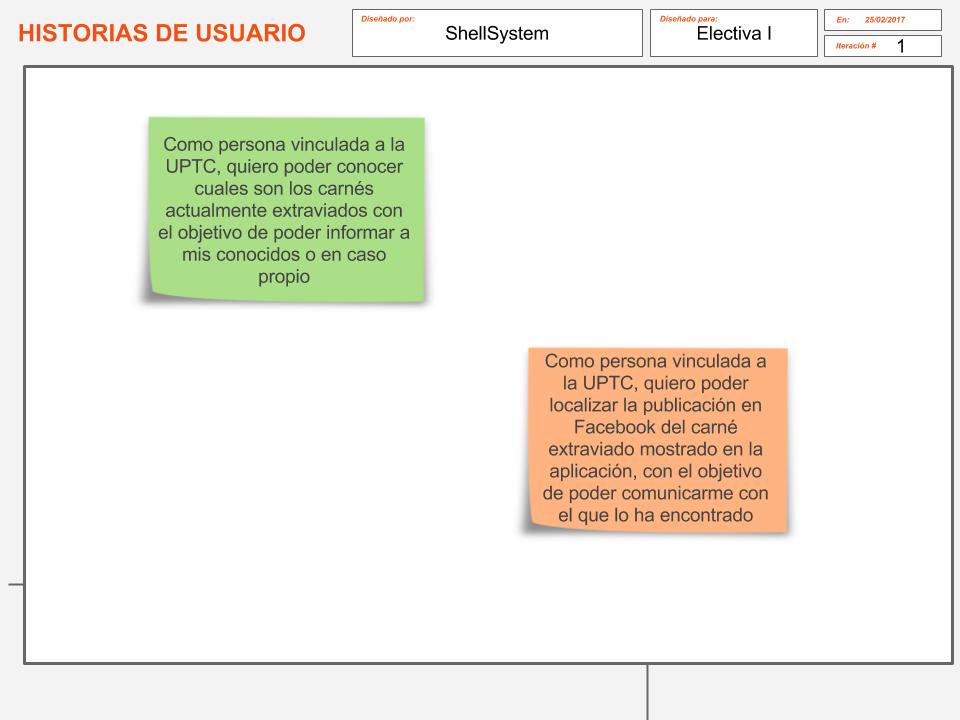 HISTORIAS DE USUARIO
Diseñado por:
ShellSystem
Diseñado para:
Electiva I
En: 25/02/2017
Iteración # 1
Como persona vinculada a la
UPTC, quiero poder conocer
cuales son los carnés
actualmente extraviados con
el objetivo de poder informar a
mis conocidos o en caso
propio
Como persona vinculada a
la UPTC, quiero poder
localizar la publicación en
Facebook del carné
extraviado mostrado en la
aplicación, con el objetivo
de poder comunicarme con
el que lo ha encontrado